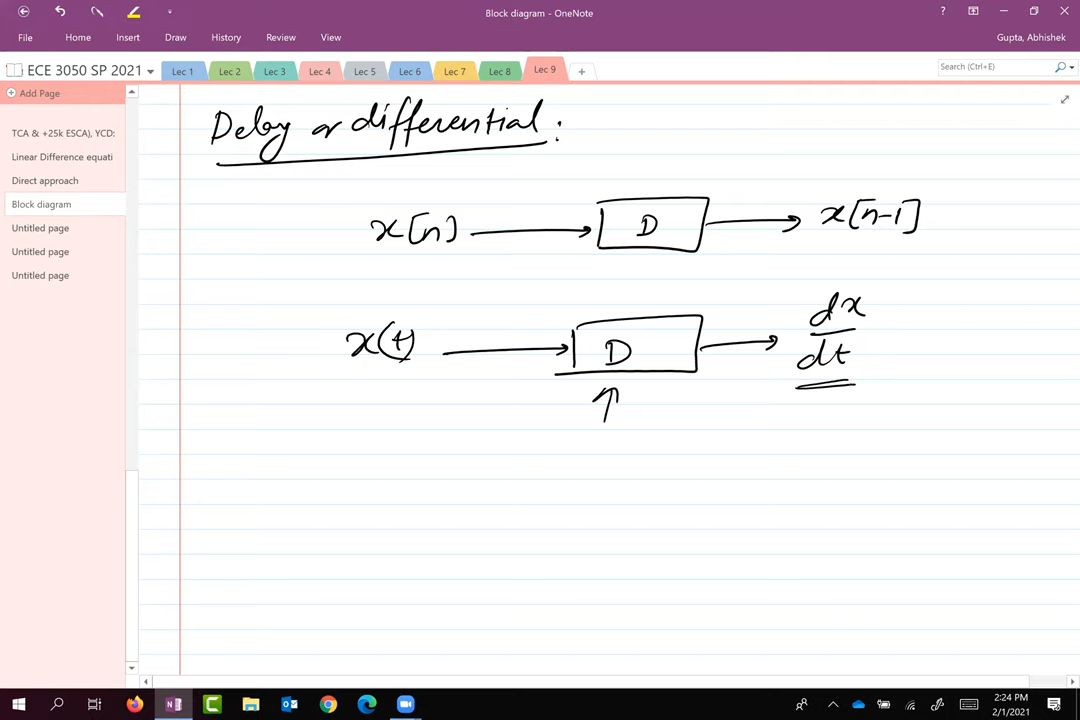 Block diagram - OneNote
?
File
Home
Insert
Draw
History
Review
View
Gupta, Abhishek
ECE 3050 SP 2021
Lec 1
Lec 2
Lec 3
Lec 4
Lec 5
Lec 6
Lec 7
Lec 8
Lec 9
+
Search (Ctrl+E)
Add Page
TCA & +25k ESCA), YCD:
Linear Difference equati
Direct approach
Block diagram
Untitled page
Untitled page
Untitled page
Delay or differential:
x[n] → D → x[n-1]
x(t) → D → dx
dt
↑
2:24 PM
2/1/2021